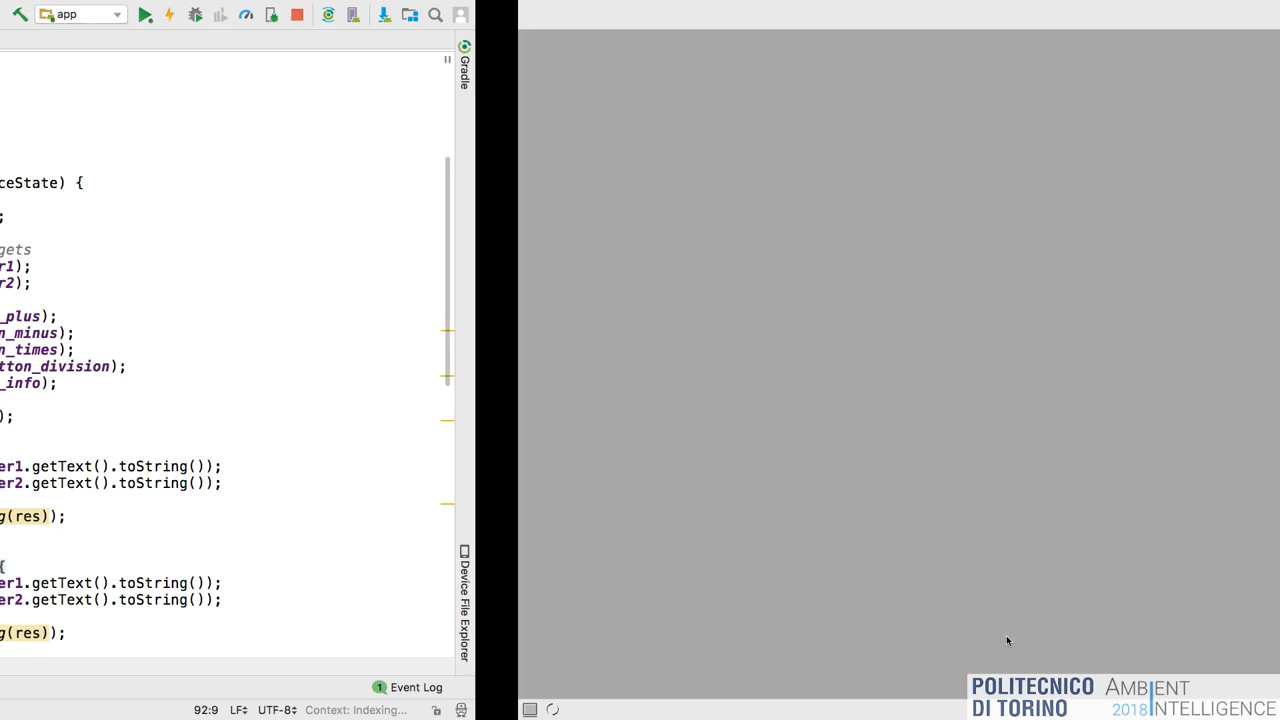 app
Gradle
ceState) {
;
gets
r1);
r2);
_plus);
n_minus);
n_times);
tton_division);
_info);
);
er1.getText().toString());
er2.getText().toString());
g(res));
{
er1.getText().toString());
er2.getText().toString());
g(res));
Device File Explorer
1 Event Log
92:9 LF÷ UTF-8÷ Context: Indexing...
POLITECNICO
DI TORINO
AMBIENT
2018 INTELLIGENCE